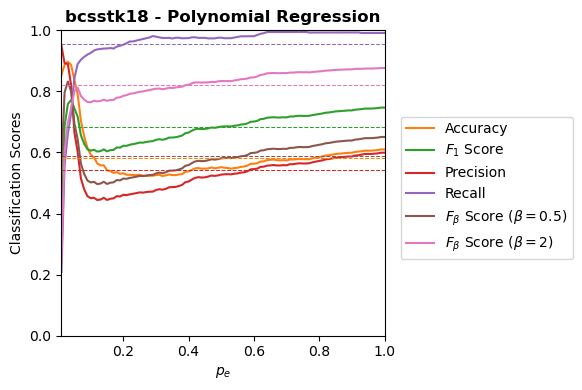 bcsstk18 - Polynomial Regression
Classification Scores
1.0
0.8
0.6
0.4
0.2
0.0
0.2 0.4 0.6 0.8 1.0
$p_e$
Accuracy
$F_1$ Score
Precision
Recall
$F_\beta$ Score ($\beta = 0.5$)
$F_\beta$ Score ($\beta = 2$)